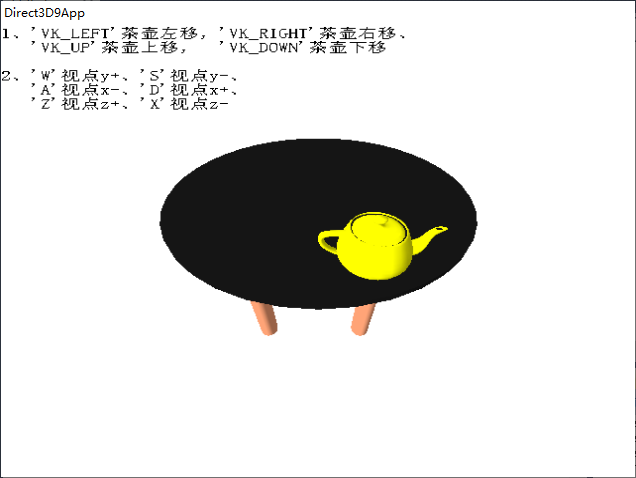 Direct3D9App
1、'VK_LEFT'茶壶左移, 'VK_RIGHT'茶壶右移、
'VK_UP'茶壶上移, 'VK_DOWN'茶壶下移
2、'W'视点y+、'S'视点y-、
'A'视点x-、'D'视点x+、
'Z'视点z+、'X'视点z-